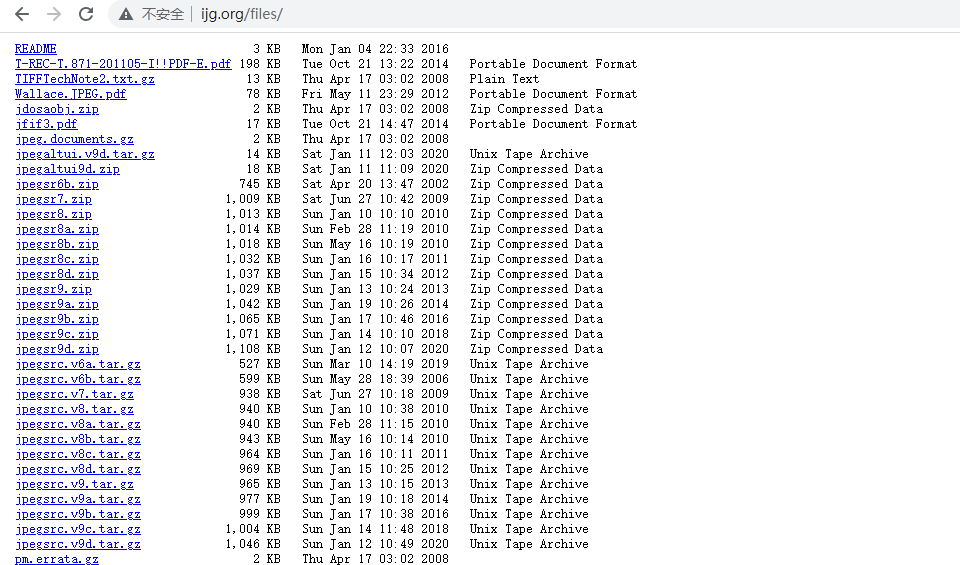 不安全 ijg.org/files/
README 3 KB Mon Jan 04 22:33 2016
T-REC-T.871-201105-I!!PDF-E.pdf 198 KB Tue Oct 21 13:22 2014 Portable Document Format
TIFFTechNote2.txt.gz 13 KB Thu Apr 17 03:02 2008 Plain Text
Wallace.JPEG.pdf 78 KB Fri May 11 23:29 2012 Portable Document Format
jdosaobj.zip 2 KB Thu Apr 17 03:02 2008 Zip Compressed Data
jfif3.pdf 17 KB Tue Oct 21 14:47 2014 Portable Document Format
jpeg.documents.gz 2 KB Thu Apr 17 03:02 2008
jpegaltui.v9d.tar.gz 14 KB Sat Jan 11 12:03 2020 Unix Tape Archive
jpegaltui9d.zip 18 KB Sat Jan 11 11:09 2020 Zip Compressed Data
jpegsr6b.zip 745 KB Sat Apr 20 13:47 2002 Zip Compressed Data
jpegsr7.zip 1,009 KB Sat Jun 27 10:42 2009 Zip Compressed Data
jpegsr8.zip 1,013 KB Sun Jan 10 10:10 2010 Zip Compressed Data
jpegsr8a.zip 1,014 KB Sun Feb 28 11:19 2010 Zip Compressed Data
jpegsr8b.zip 1,018 KB Sun May 16 10:19 2010 Zip Compressed Data
jpegsr8c.zip 1,032 KB Sun Jan 16 10:17 2011 Zip Compressed Data
jpegsr8d.zip 1,037 KB Sun Jan 15 10:34 2012 Zip Compressed Data
jpegsr9.zip 1,029 KB Sun Jan 13 10:24 2013 Zip Compressed Data
jpegsr9a.zip 1,042 KB Sun Jan 19 10:26 2014 Zip Compressed Data
jpegsr9b.zip 1,065 KB Sun Jan 17 10:46 2016 Zip Compressed Data
jpegsr9c.zip 1,071 KB Sun Jan 14 10:10 2018 Zip Compressed Data
jpegsr9d.zip 1,108 KB Sun Jan 12 10:07 2020 Zip Compressed Data
jpegsrc.v6a.tar.gz 527 KB Sun Mar 10 14:19 2019 Unix Tape Archive
jpegsrc.v6b.tar.gz 599 KB Sun May 28 18:39 2006 Unix Tape Archive
jpegsrc.v7.tar.gz 938 KB Sat Jun 27 10:18 2009 Unix Tape Archive
jpegsrc.v8.tar.gz 940 KB Sun Jan 10 10:38 2010 Unix Tape Archive
jpegsrc.v8a.tar.gz 940 KB Sun Feb 28 11:15 2010 Unix Tape Archive
jpegsrc.v8b.tar.gz 943 KB Sun May 16 10:14 2010 Unix Tape Archive
jpegsrc.v8c.tar.gz 964 KB Sun Jan 16 10:11 2011 Unix Tape Archive
jpegsrc.v8d.tar.gz 969 KB Sun Jan 15 10:25 2012 Unix Tape Archive
jpegsrc.v9.tar.gz 965 KB Sun Jan 13 10:15 2013 Unix Tape Archive
jpegsrc.v9a.tar.gz 977 KB Sun Jan 19 10:18 2014 Unix Tape Archive
jpegsrc.v9b.tar.gz 999 KB Sun Jan 17 10:38 2016 Unix Tape Archive
jpegsrc.v9c.tar.gz 1,004 KB Sun Jan 14 11:48 2018 Unix Tape Archive
jpegsrc.v9d.tar.gz 1,046 KB Sun Jan 12 10:49 2020 Unix Tape Archive
pm.errata.gz 2 KB Thu Apr 17 03:02 2008